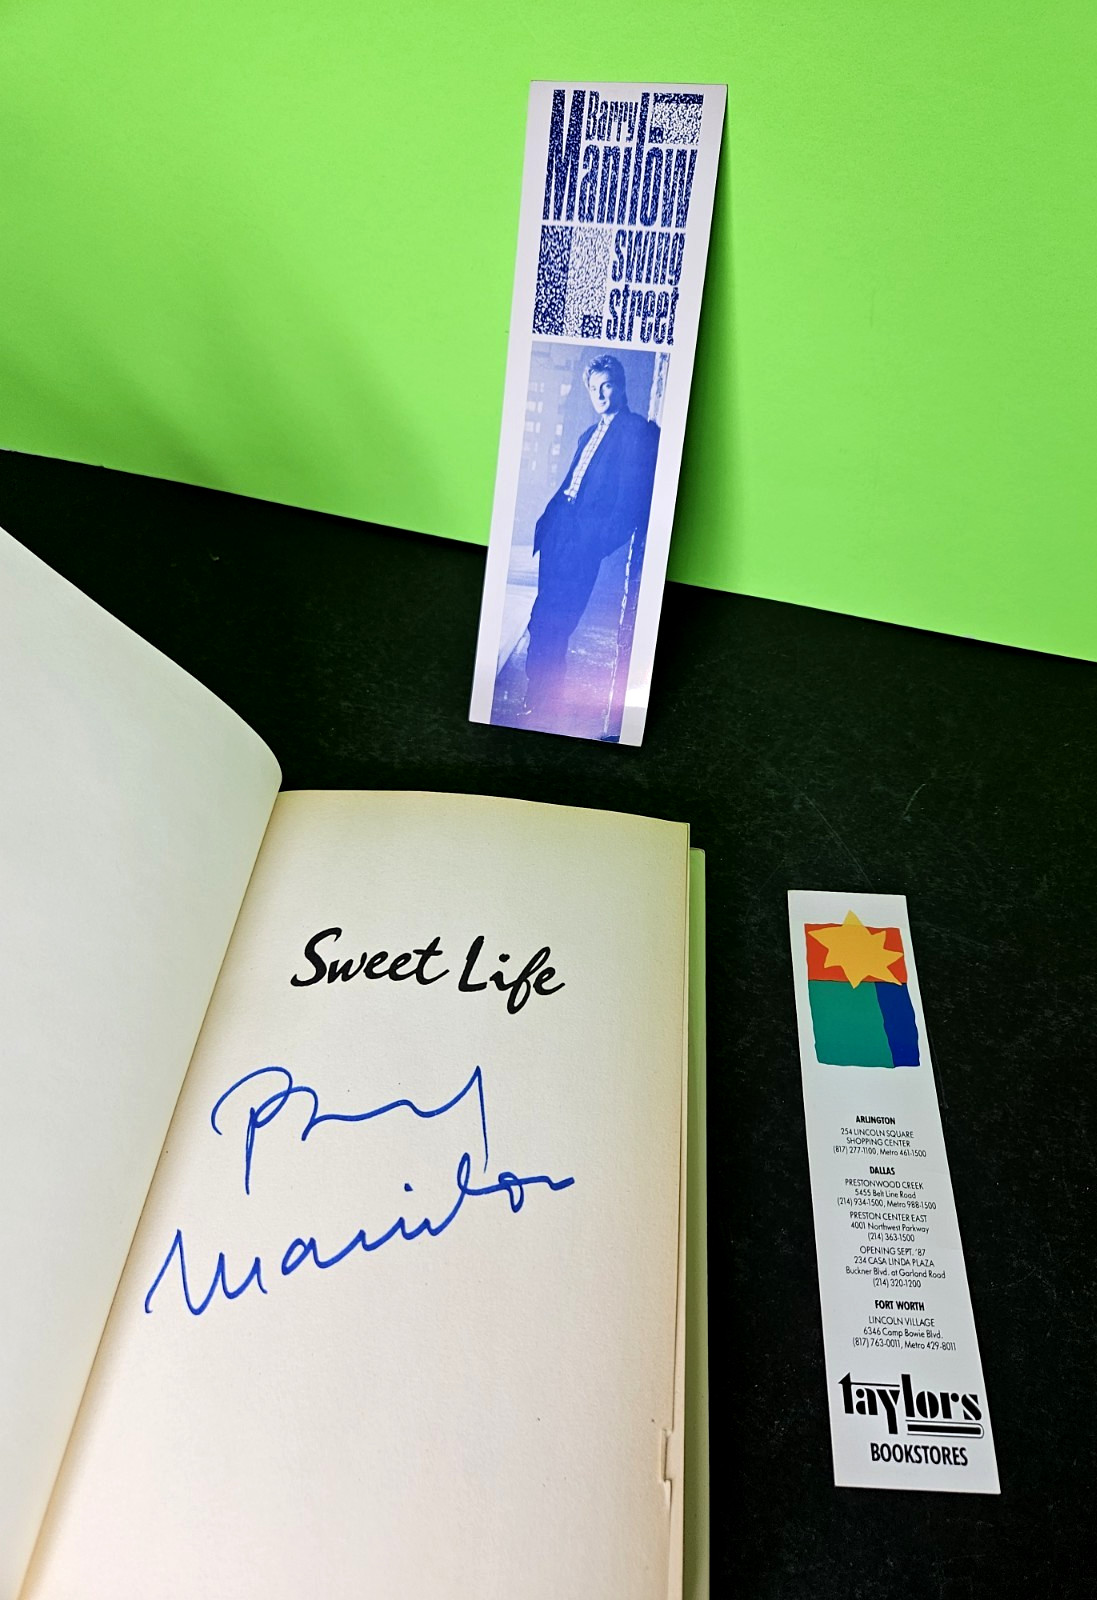 Barry
Manilow
swing
street
Sweet Life
Barry
Manilow
ARLINGTON
254 LINCOLN SQUARE
SHOPPING CENTER
(817) 277-1100, Metro 461-1500
DALLAS
PRESTONWOOD CREEK
5455 Belt Line Road
(214) 934-1500, Metro 988-1500
PRESTON CENTER EAST
4001 Northwest Parkway
(214) 363-1500
OPENING SEPT. '87
234 CASA LINDA PLAZA
Buckner Blvd. at Garland Road
(214) 320-1200
FORT WORTH
LINCOLN VILLAGE
6346 Camp Bowie Blvd.
(817) 763-0011, Metro 429-8011
taylors
BOOKSTORES